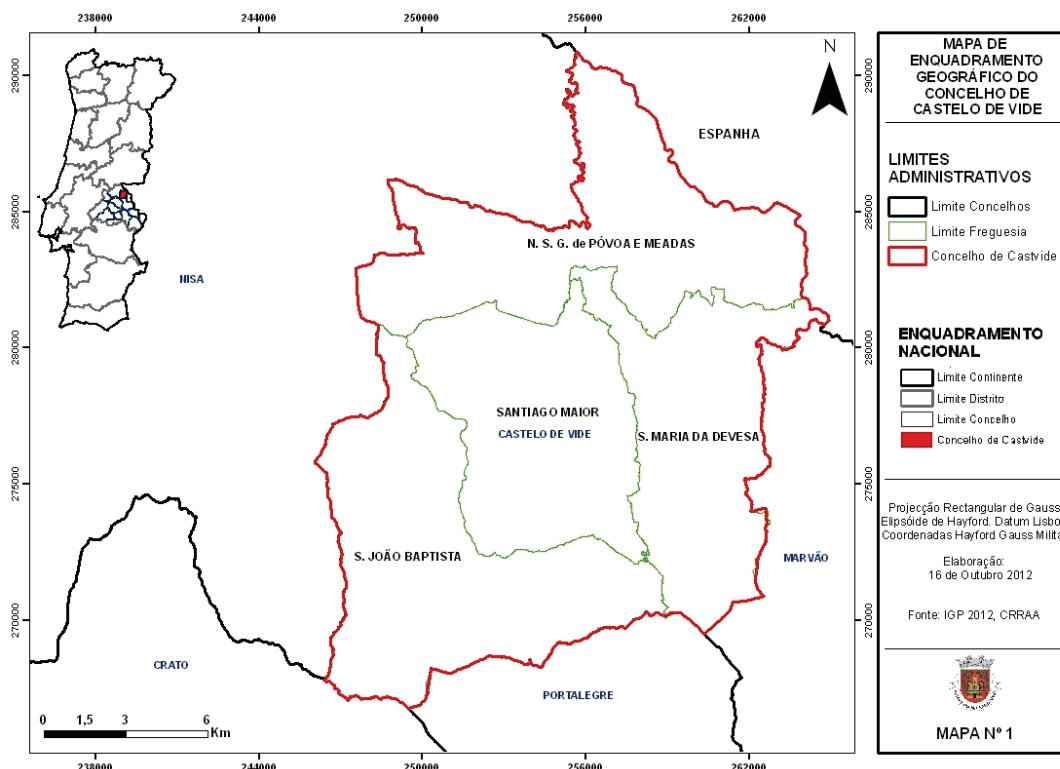 238000
244000
250000
256000
262000
290000
285000
280000
275000
270000
290000
285000
280000
275000
270000
N
ESPANHA
N. S. G. de PÓVOA E MEADAS
NISA
SANTIAGO MAIOR
CASTELO DE VIDE
S. MARIA DA DEVESA
S. JOÃO BAPTISTA
MARVÃO
CRATO
PORTALEGRE
0 1,5 3 6
Km
238000
244000
250000
256000
262000
MAPA DE
ENQUADRAMENTO
GEOGRÁFICO DO
CONCELHO DE
CASTELO DE VIDE
LIMITES
ADMINISTRATIVOS
Limite Concelhos
Limite Freguesia
Concelho de Castvide
ENQUADRAMENTO
NACIONAL
Limite Continente
Limite Distrito
Limite Concelho
Concelho de Castvide
Projecção Rectangular de Gauss
Elipsóide de Hayford. Datum Lisbo
Coordenadas Hayford Gauss Milita
Elaboração:
16 de Outubro 2012
Fonte: IGP 2012, CRRAA
MAPA Nº 1